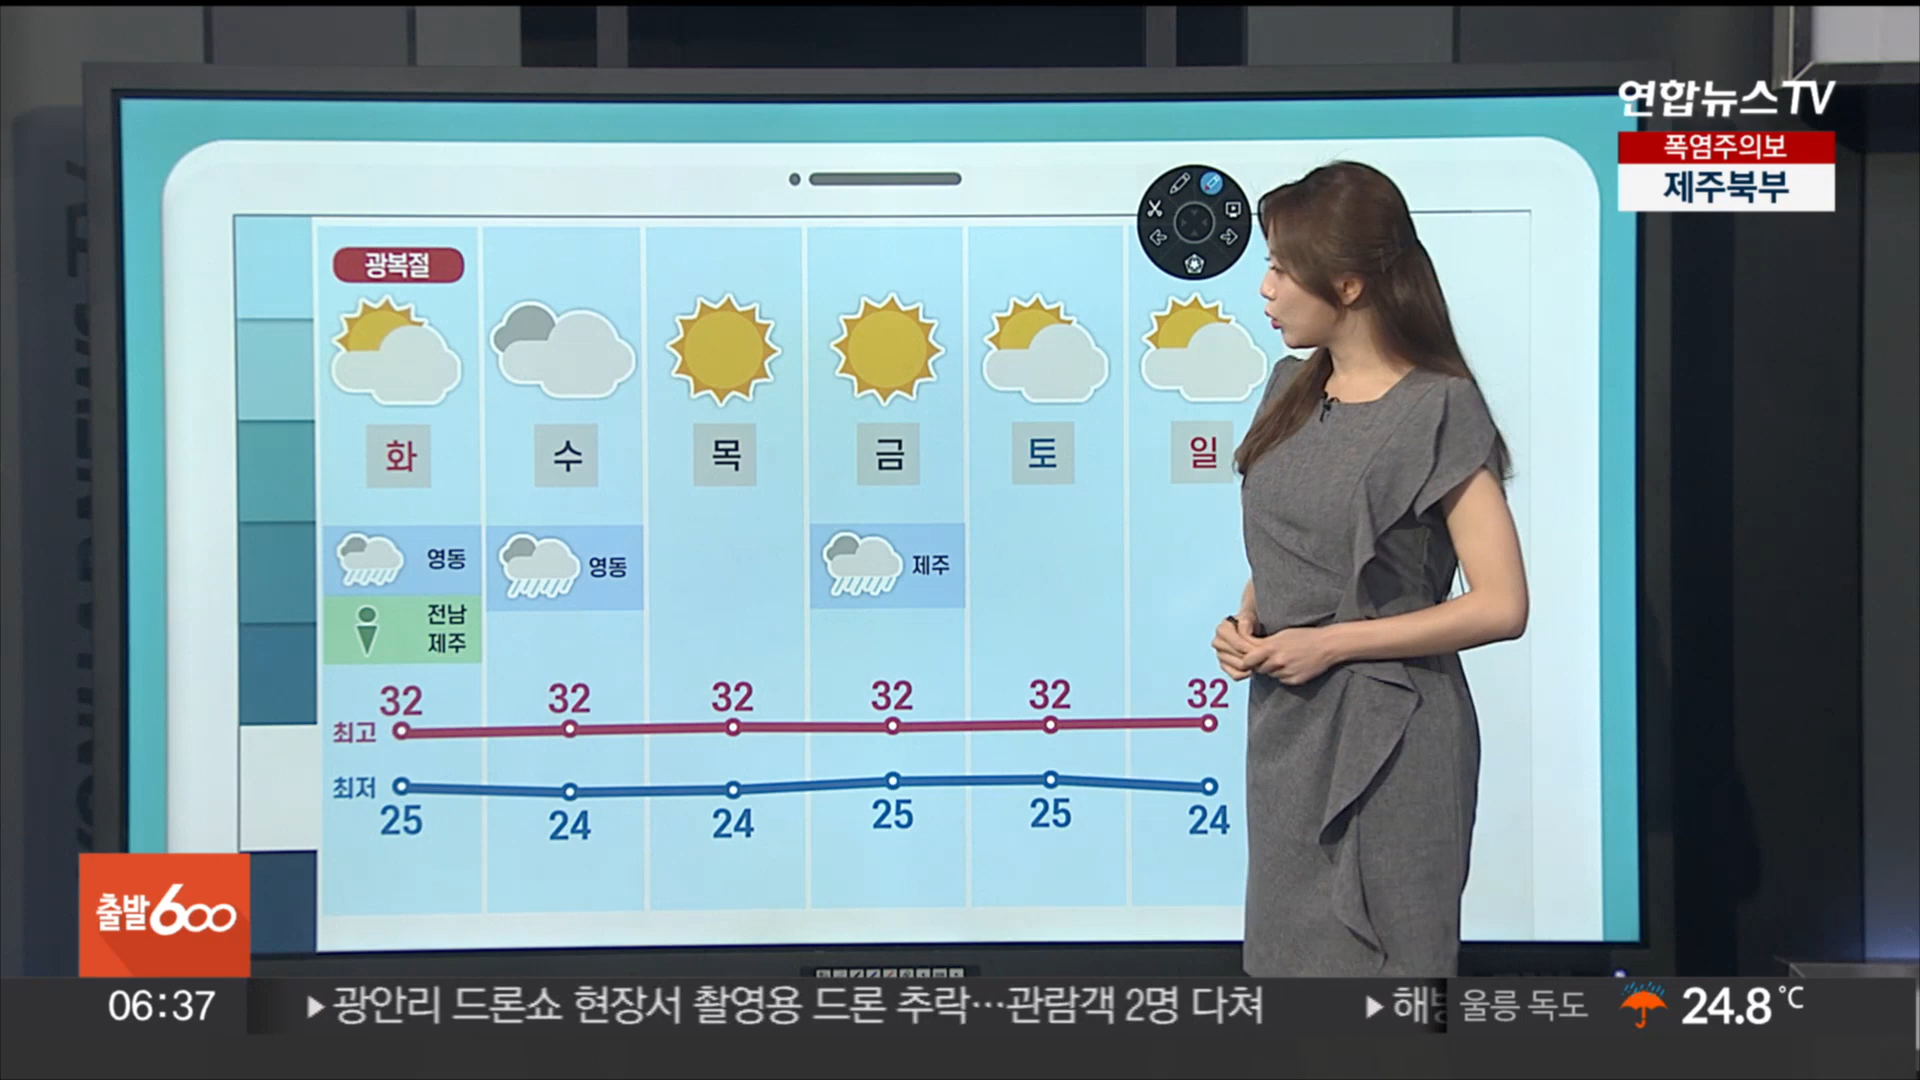 연합뉴스TV
폭염주의보
제주북부
광복절
화 수 목 금 토 일
영동 영동 제주
전남
제주
32 32 32 32 32 32
최고
최저
25 24 24 25 25 24
출발600
06:37 ▶광안리 드론쇼 현장서 촬영용 드론 추락…관람객 2명 다쳐 ▶해 울릉 독도 24.8℃